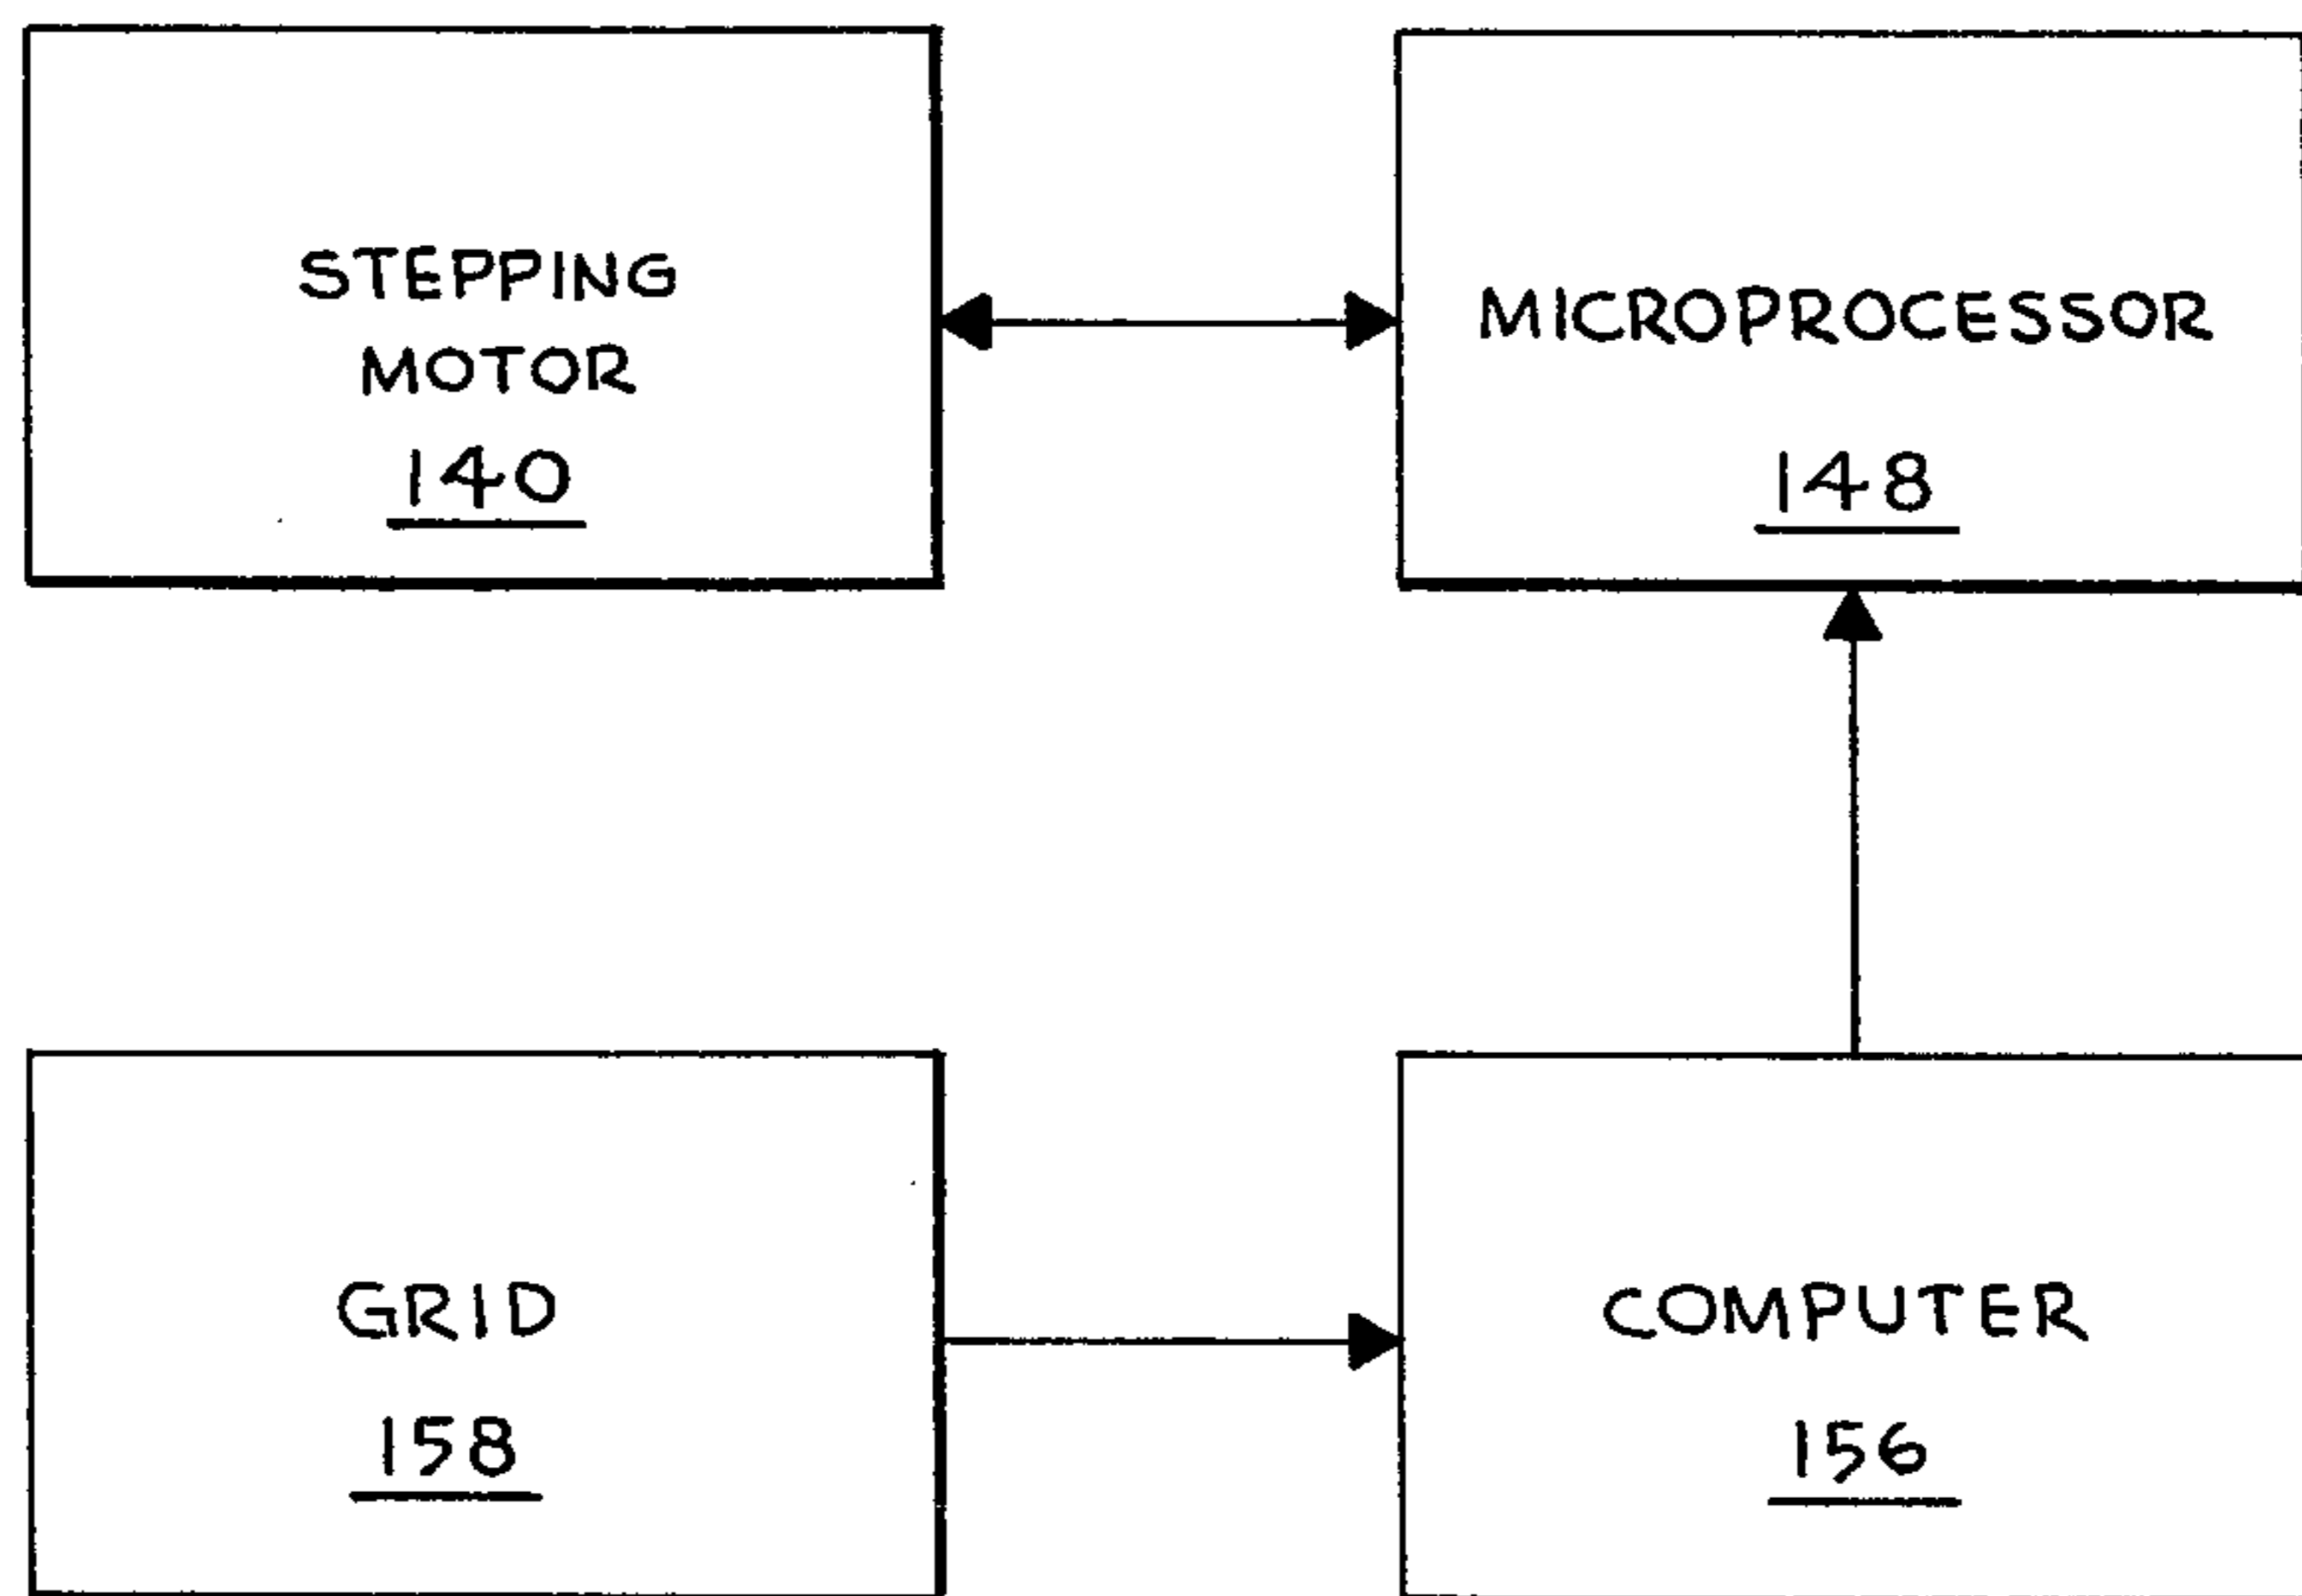 STEPPING
MOTOR
140
MICROPROCESSOR
148
GRID
158
COMPUTER
156